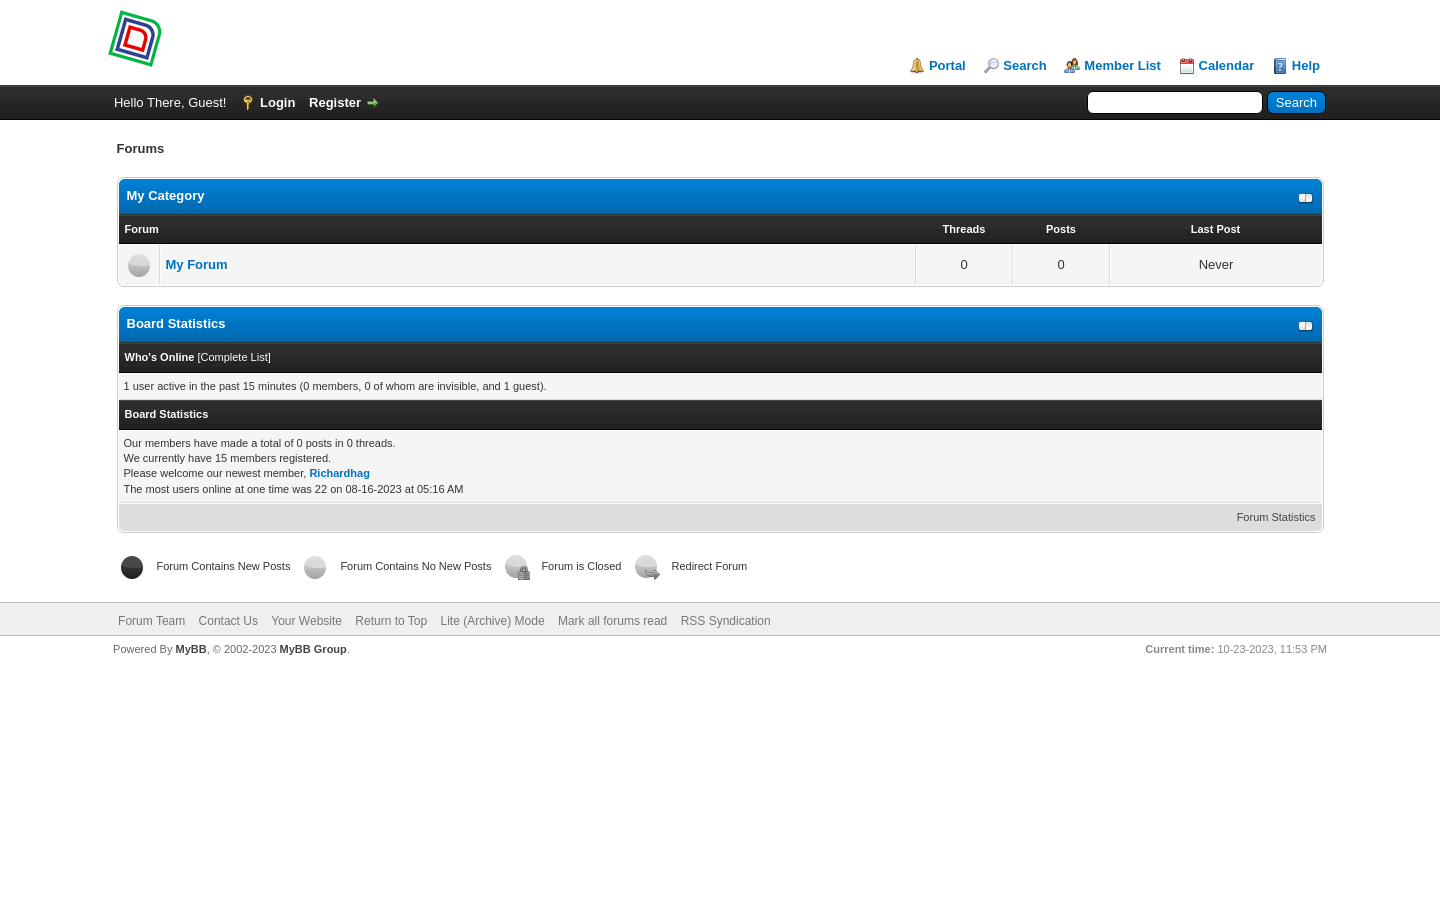 Portal Search Member List Calendar Help
Hello There, Guest! Login Register Search
Forums
My Category
Forum Threads Posts Last Post
My Forum 0 0 Never
Board Statistics
Who's Online [Complete List]
1 user active in the past 15 minutes (0 members, 0 of whom are invisible, and 1 guest).
Board Statistics
Our members have made a total of 0 posts in 0 threads.
We currently have 15 members registered.
Please welcome our newest member, Richardhag
The most users online at one time was 22 on 08-16-2023 at 05:16 AM
Forum Statistics
Forum Contains New Posts Forum Contains No New Posts Forum is Closed Redirect Forum
Forum Team Contact Us Your Website Return to Top Lite (Archive) Mode Mark all forums read RSS Syndication
Powered By MyBB, © 2002-2023 MyBB Group. Current time: 10-23-2023, 11:53 PM